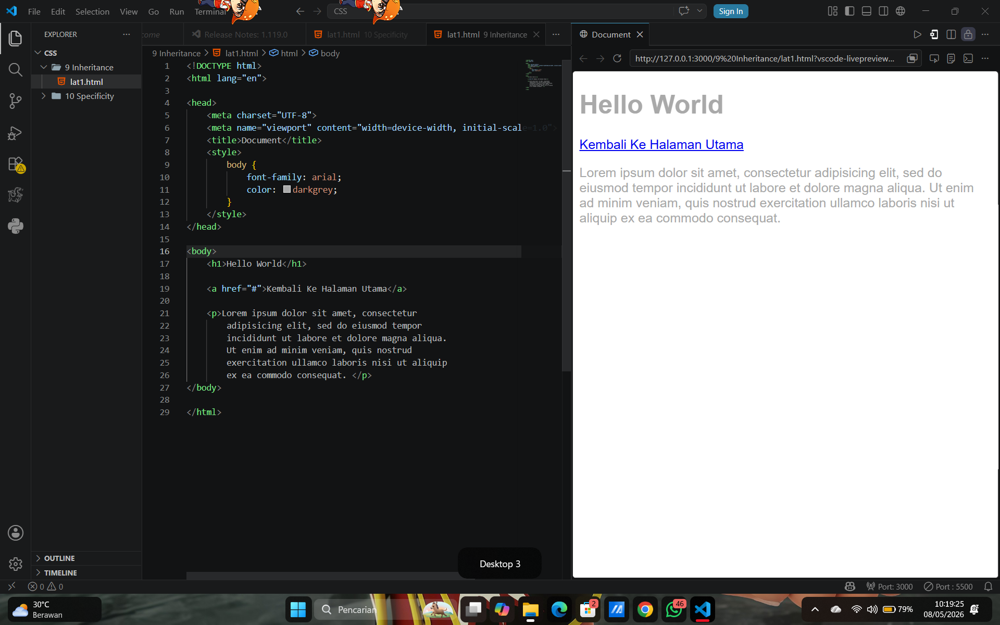 File Edit Selection View Go Run Terminal
CSS
Sign In
EXPLORER
CSS
9 Inheritance
lat1.html
10 Specificity
OUTLINE
TIMELINE
come
Release Notes: 1.119.0
lat1.html 10 Specificity
lat1.html 9 Inheritance
Document
9 Inheritance > lat1.html > html > body
http://127.0.0.1:3000/9%20Inheritance/lat1.html?vscode-livepreview...
1 <!DOCTYPE html>
2 <html lang="en">
3
4 <head>
5 <meta charset="UTF-8">
6 <meta name="viewport" content="width=device-width, initial-scale=1.0">
7 <title>Document</title>
8 <style>
9 body {
10 font-family: arial;
11 color: darkgrey;
12 }
13 </style>
14 </head>
15
16 <body>
17 <h1>Hello World</h1>
18
19 <a href="#">Kembali Ke Halaman Utama</a>
20
21 <p>Lorem ipsum dolor sit amet, consectetur
22 adipisicing elit, sed do eiusmod tempor
23 incididunt ut labore et dolore magna aliqua.
24 Ut enim ad minim veniam, quis nostrud
25 exercitation ullamco laboris nisi ut aliquip
26 ex ea commodo consequat. </p>
27 </body>
28
29 </html>
Hello World
Kembali Ke Halaman Utama
Lorem ipsum dolor sit amet, consectetur adipisicing elit, sed do
eiusmod tempor incididunt ut labore et dolore magna aliqua. Ut enim
ad minim veniam, quis nostrud exercitation ullamco laboris nisi ut
aliquip ex ea commodo consequat.
Desktop 3
0 0
Port: 3000
Port : 5500
30°C
Berawan
Pencarian
2
46
79%
10:19:25
08/05/2026